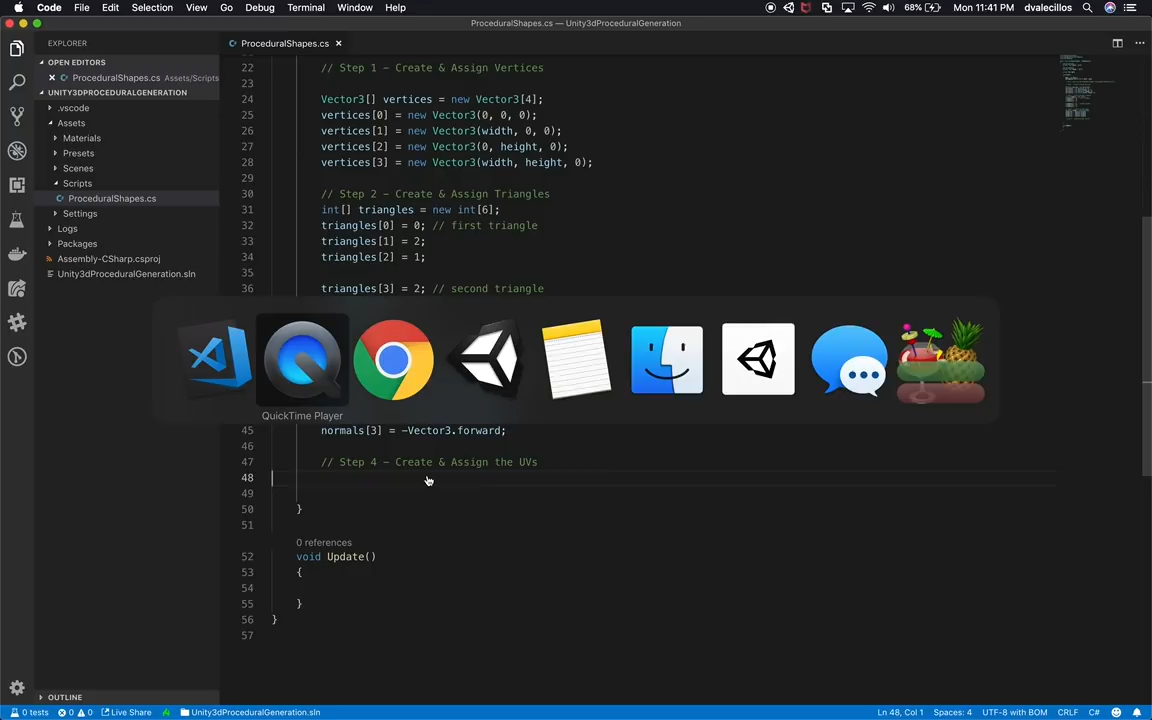 Code File Edit Selection View Go Debug Terminal Window Help 68% Mon 11:41 PM dvalecillos
ProceduralShapes.cs — Unity3dProceduralGeneration
EXPLORER
ProceduralShapes.cs ×
OPEN EDITORS
× ProceduralShapes.cs Assets/Scripts
UNITY3DPROCEDURALGENERATION
.vscode
Assets
Materials
Presets
Scenes
Scripts
ProceduralShapes.cs
Settings
Logs
Packages
Assembly-CSharp.csproj
Unity3dProceduralGeneration.sln
22 // Step 1 - Create & Assign Vertices
23
24 Vector3[] vertices = new Vector3[4];
25 vertices[0] = new Vector3(0, 0, 0);
26 vertices[1] = new Vector3(width, 0, 0);
27 vertices[2] = new Vector3(0, height, 0);
28 vertices[3] = new Vector3(width, height, 0);
29
30 // Step 2 - Create & Assign Triangles
31 int[] triangles = new int[6];
32 triangles[0] = 0; // first triangle
33 triangles[1] = 2;
34 triangles[2] = 1;
35
36 triangles[3] = 2; // second triangle
QuickTime Player
45 normals[3] = -Vector3.forward;
46
47 // Step 4 - Create & Assign the UVs
48
49
50 }
51
0 references
52 void Update()
53 {
54
55 }
56 }
57
OUTLINE
0 tests 0 0 Live Share Unity3dProceduralGeneration.sln Ln 48, Col 1 Spaces: 4 UTF-8 with BOM CRLF C#